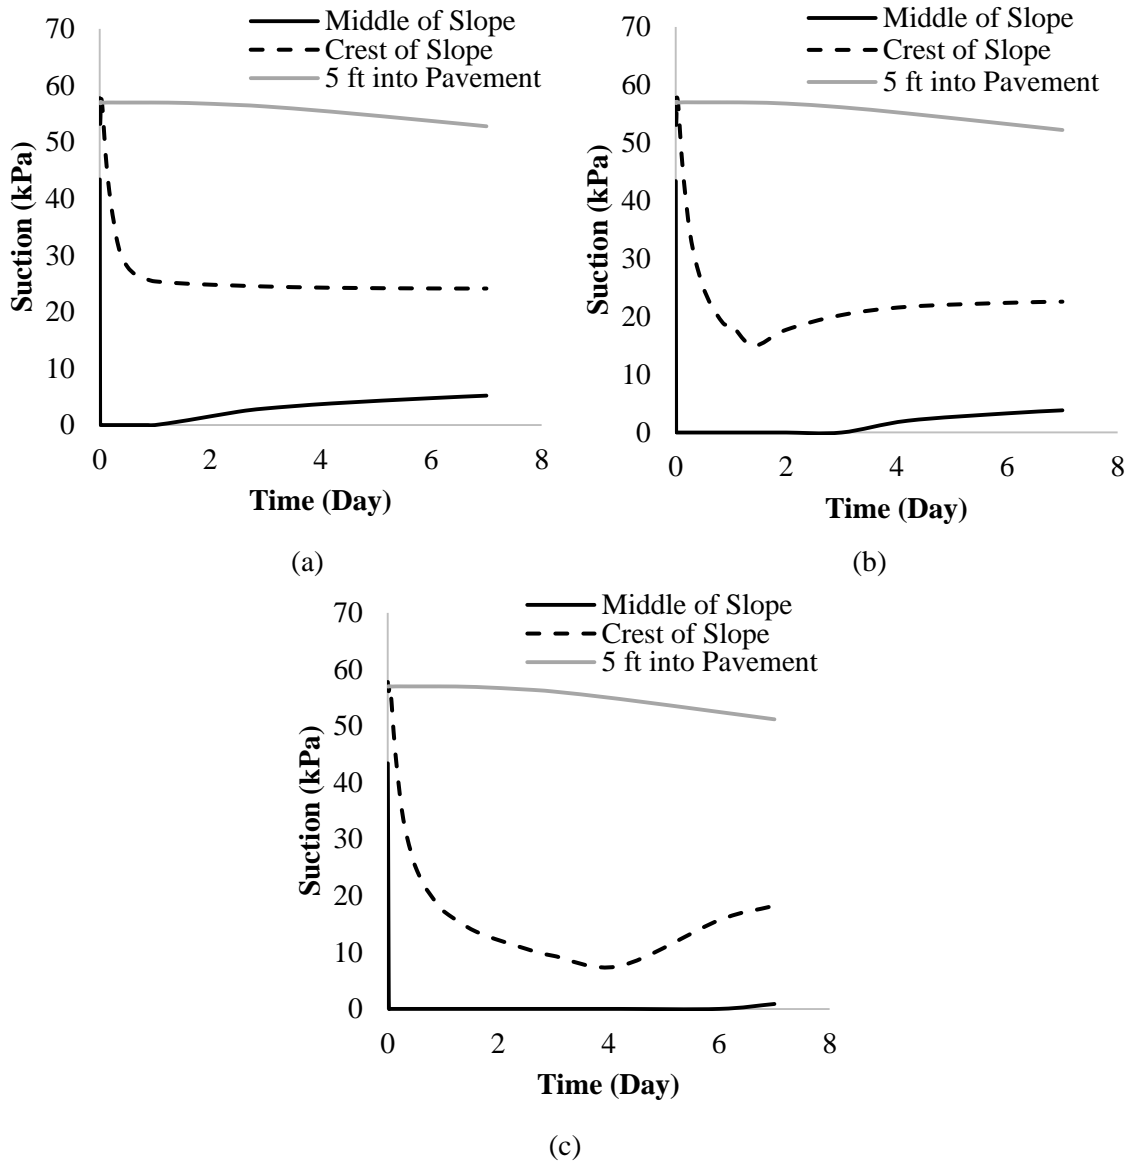 Middle of Slope
Crest of Slope
5 ft into Pavement
70
60
50
40
30
20
10
0
Suction (kPa)
0 2 4 6 8
Time (Day)
(a)
Middle of Slope
Crest of Slope
5 ft into Pavement
70
60
50
40
30
20
10
0
Suction (kPa)
0 2 4 6 8
Time (Day)
(b)
Middle of Slope
Crest of Slope
5 ft into Pavement
70
60
50
40
30
20
10
0
Suction (kPa)
0 2 4 6 8
Time (Day)
(c)